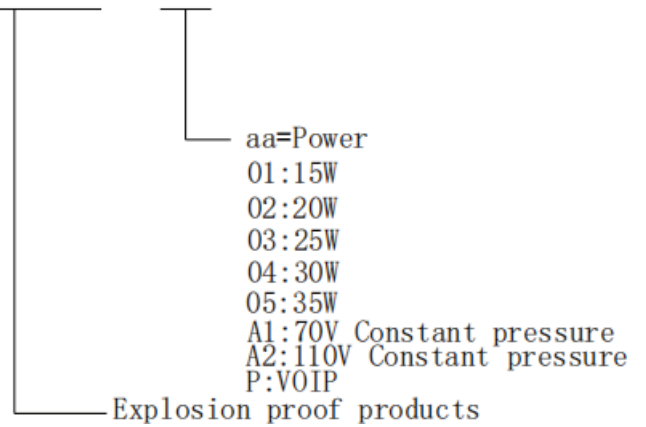 aa=Power
01:15W
02:20W
03:25W
04:30W
05:35W
A1:70V Constant pressure
A2:110V Constant pressure
P:VOIP
Explosion proof products